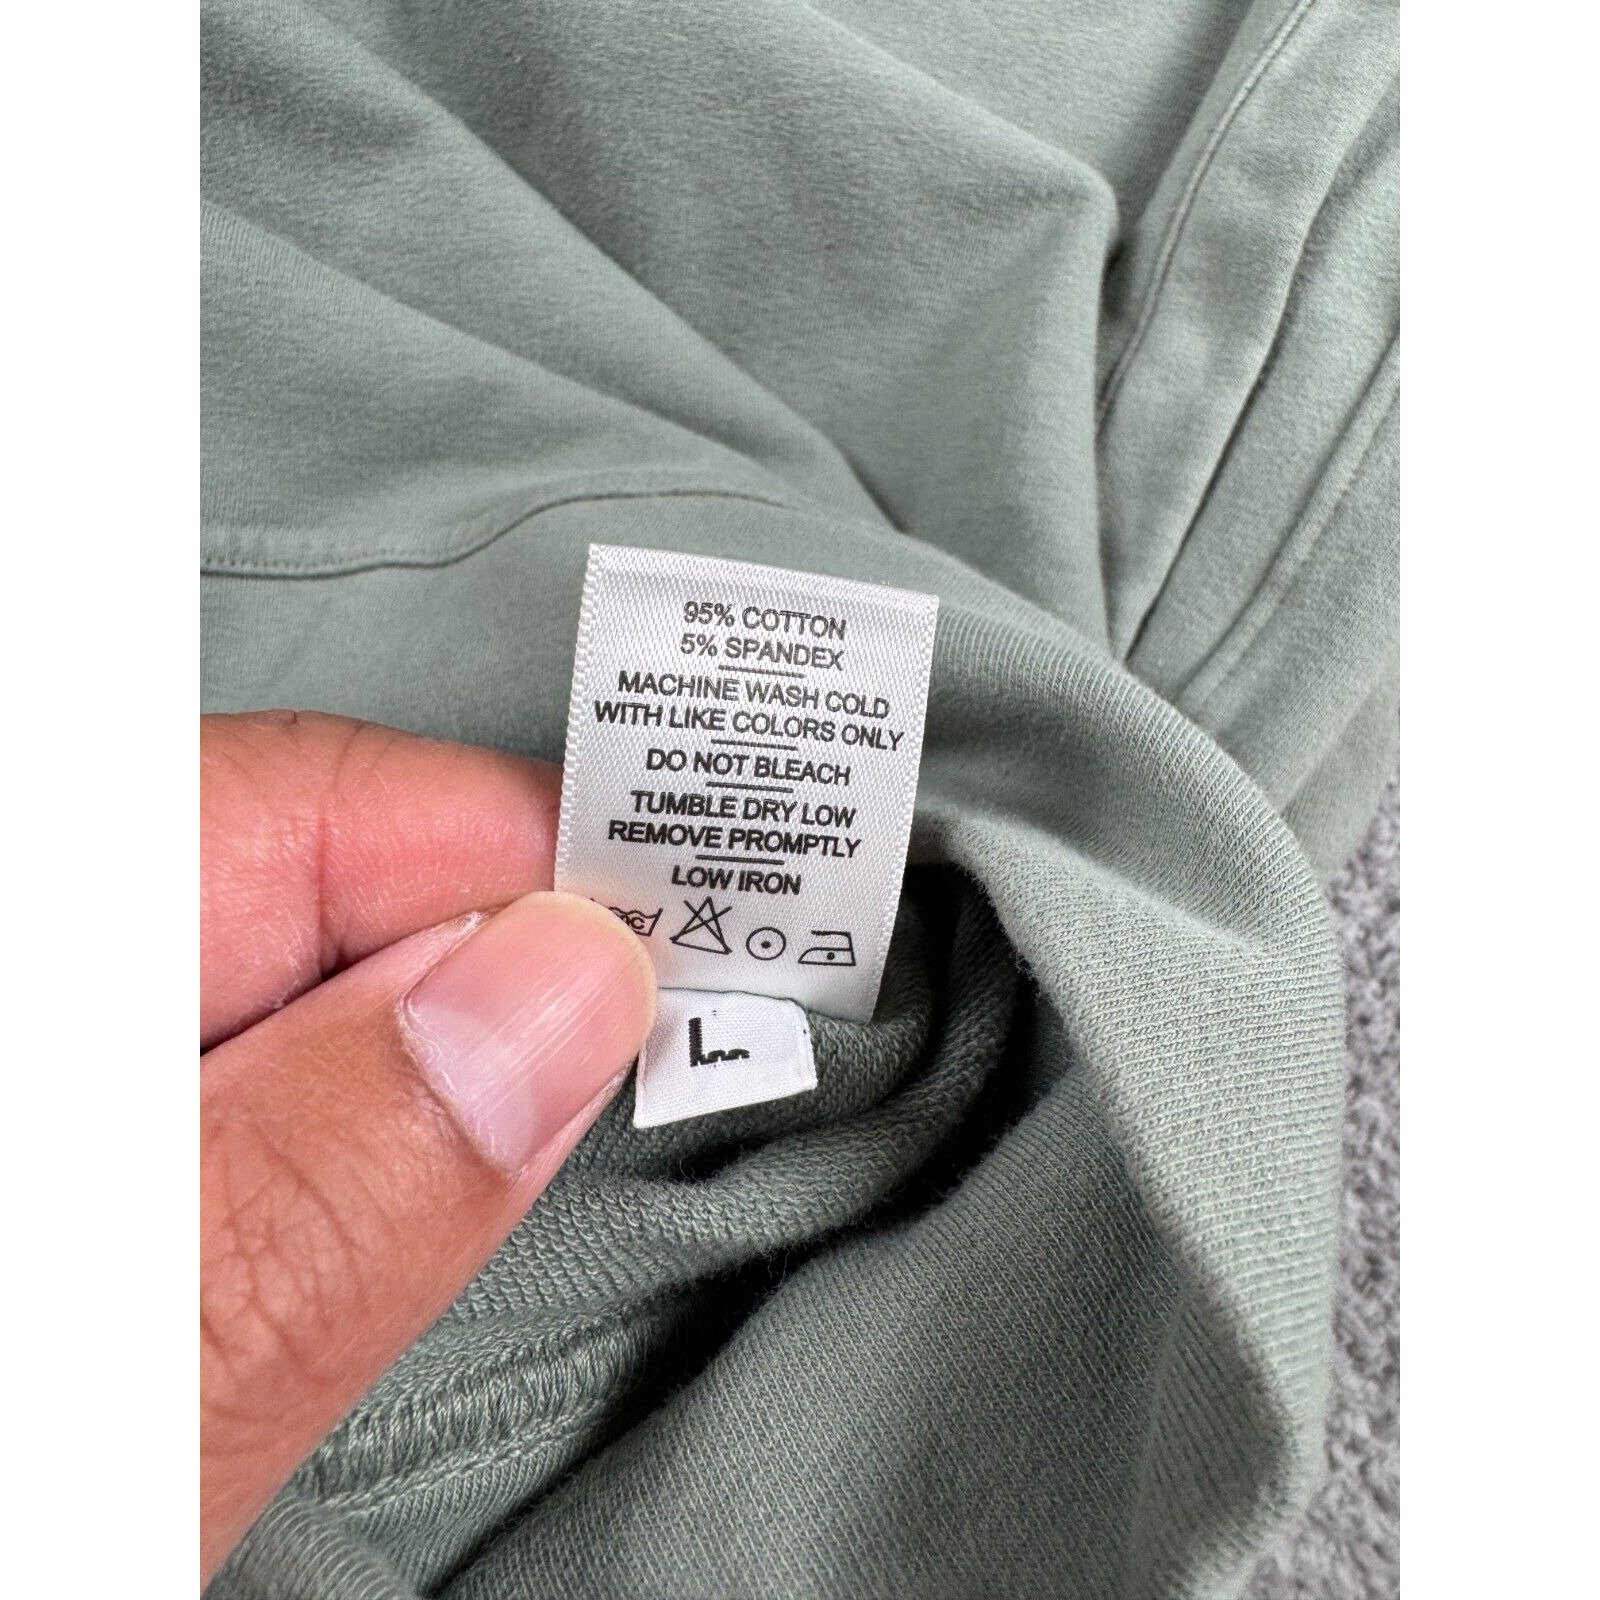 95% COTTON
5% SPANDEX
MACHINE WASH COLD
WITH LIKE COLORS ONLY
DO NOT BLEACH
TUMBLE DRY LOW
REMOVE PROMPTLY
LOW IRON
L